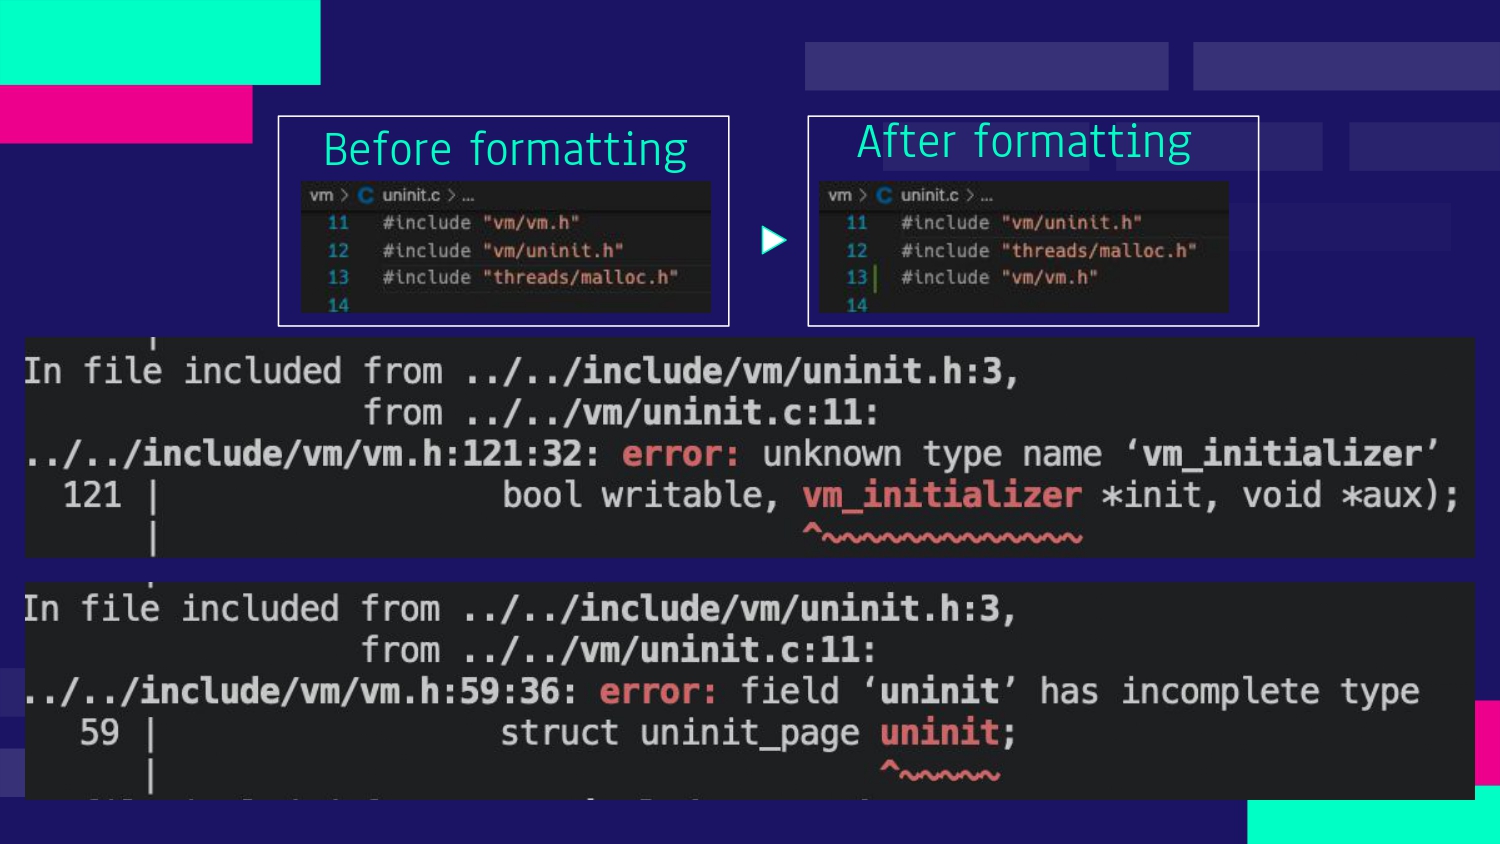 Before formatting
vm > C uninit.c > ...
11 #include "vm/vm.h"
12 #include "vm/uninit.h"
13 #include "threads/malloc.h"
14
After formatting
vm > C uninit.c > ...
11 #include "vm/uninit.h"
12 #include "threads/malloc.h"
13 #include "vm/vm.h"
14
In file included from ../../include/vm/uninit.h:3,
from ../../vm/uninit.c:11:
../../include/vm/vm.h:121:32: error: unknown type name ‘vm_initializer’
121 | bool writable, vm_initializer *init, void *aux);
| ^~~~~~~~~~~~~~
In file included from ../../include/vm/uninit.h:3,
from ../../vm/uninit.c:11:
../../include/vm/vm.h:59:36: error: field ‘uninit’ has incomplete type
59 | struct uninit_page uninit;
| ^~~~~~